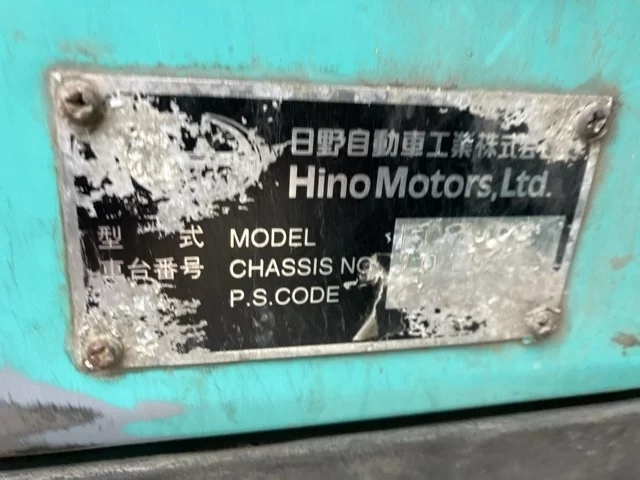 日野自動車工業株式会
Hino Motors, Ltd.
型 式 MODEL
車台番号 CHASSIS NO
P.S.CODE